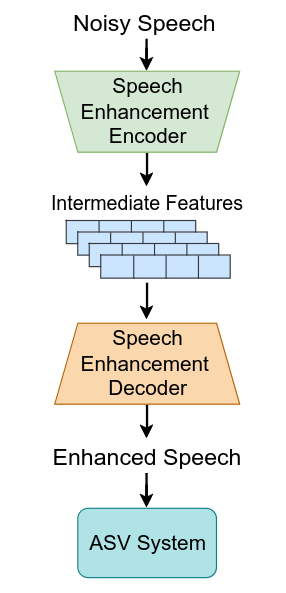 Noisy Speech
Speech
Enhancement
Encoder
Intermediate Features
Speech
Enhancement
Decoder
Enhanced Speech
ASV System